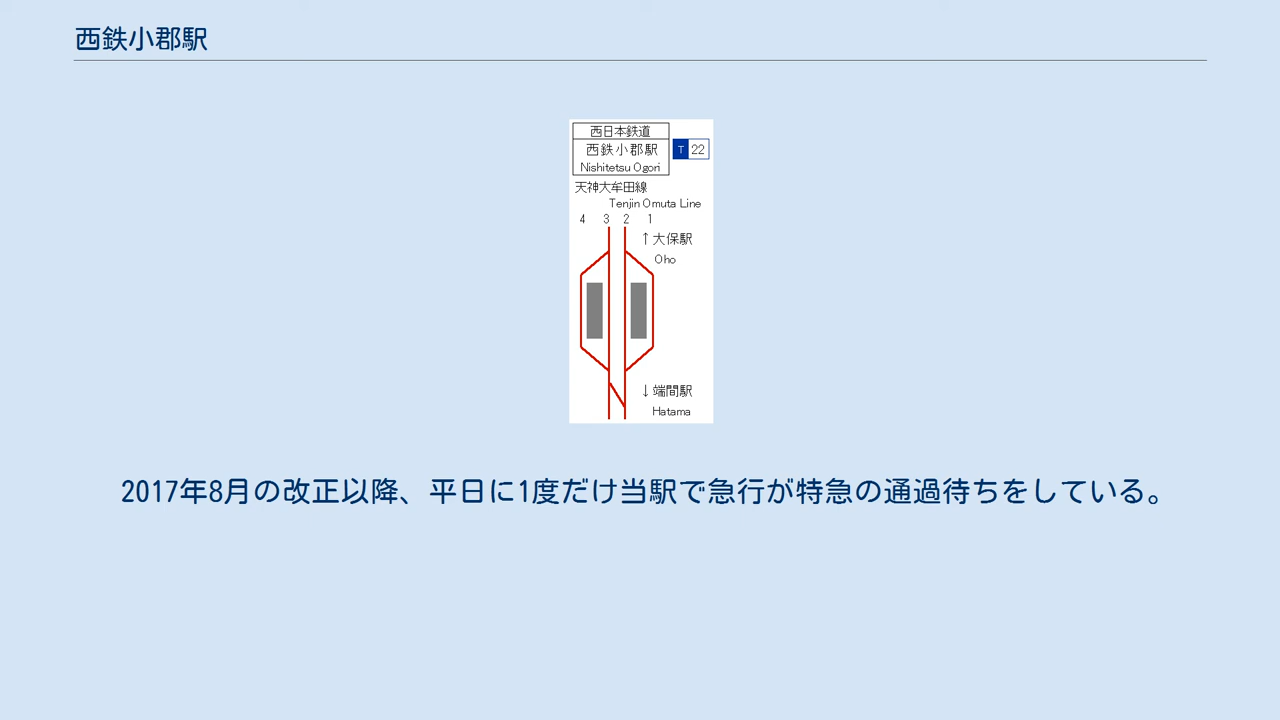 西鉄小郡駅
西日本鉄道
西鉄小郡駅
Nishitetsu Ogori
T 22
天神大牟田線
Tenjin Omuta Line
4 3 2 1
↑大保駅
Oho
↓端間駅
Hatama
2017年8月の改正以降、平日に1度だけ当駅で急行が特急の通過待ちをしている。